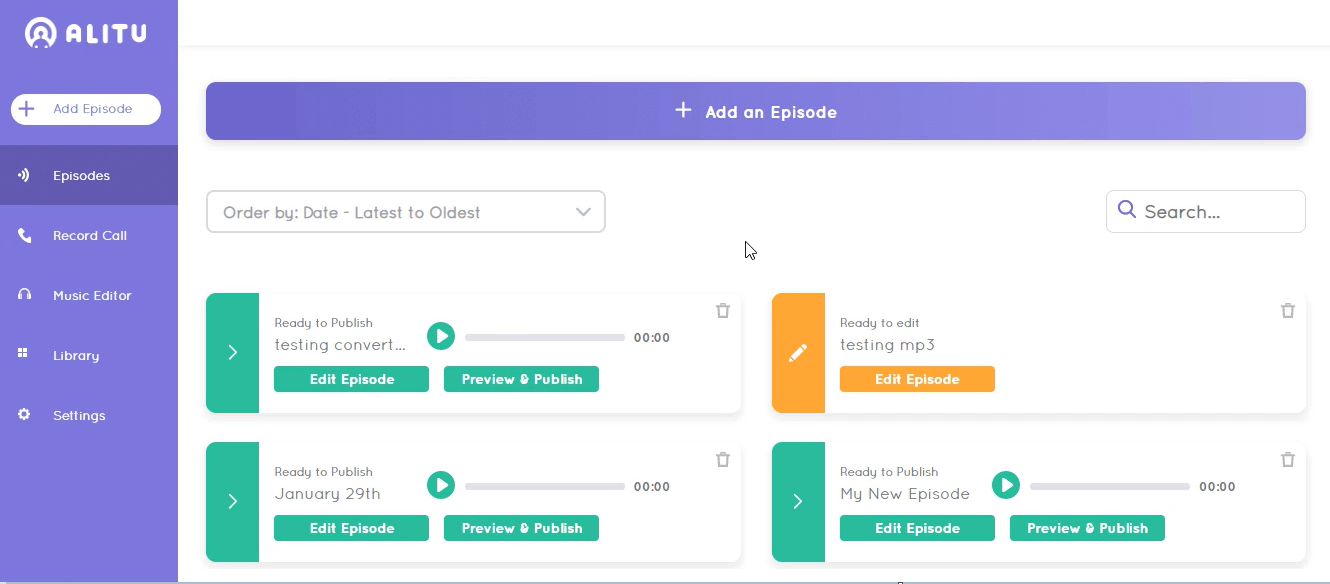 ALITU
Add Episode
Episodes
Record Call
Music Editor
Library
Settings
Add an Episode
Order by: Date - Latest to Oldest
Search...
Ready to Publish
testing convert...
00:00
Edit Episode
Preview & Publish
Ready to edit
testing mp3
Edit Episode
Ready to Publish
January 29th
00:00
Edit Episode
Preview & Publish
Ready to Publish
My New Episode
00:00
Edit Episode
Preview & Publish